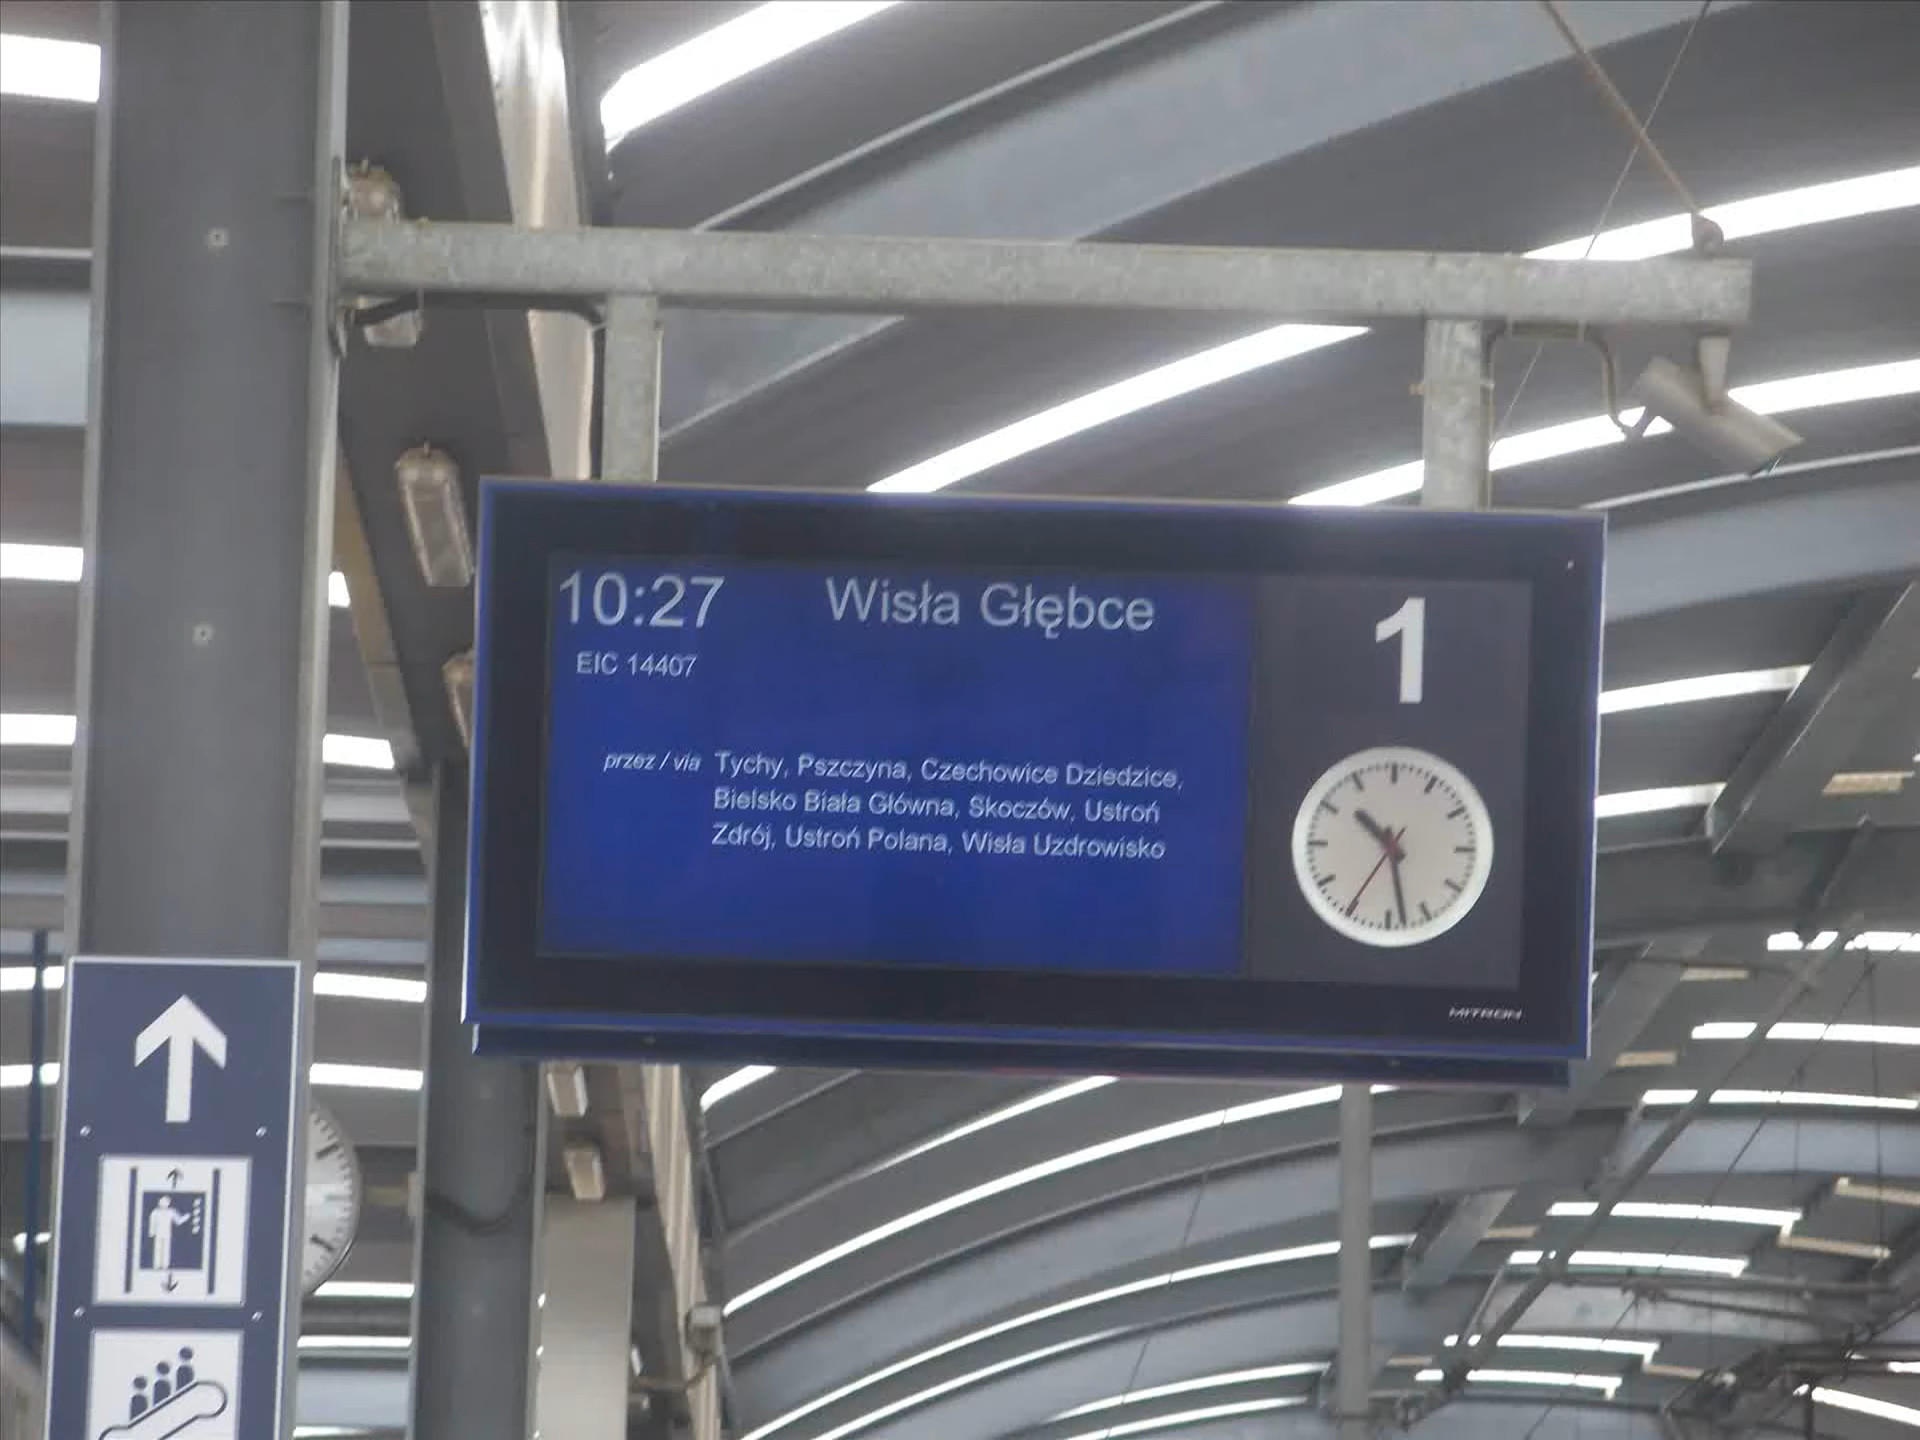 10:27 Wisła Głębce 1
EIC 14407
przez / via Tychy, Pszczyna, Czechowice Dziedzice,
Bielsko Biała Główna, Skoczów, Ustroń
Zdrój, Ustroń Polana, Wisła Uzdrowisko
MITRON